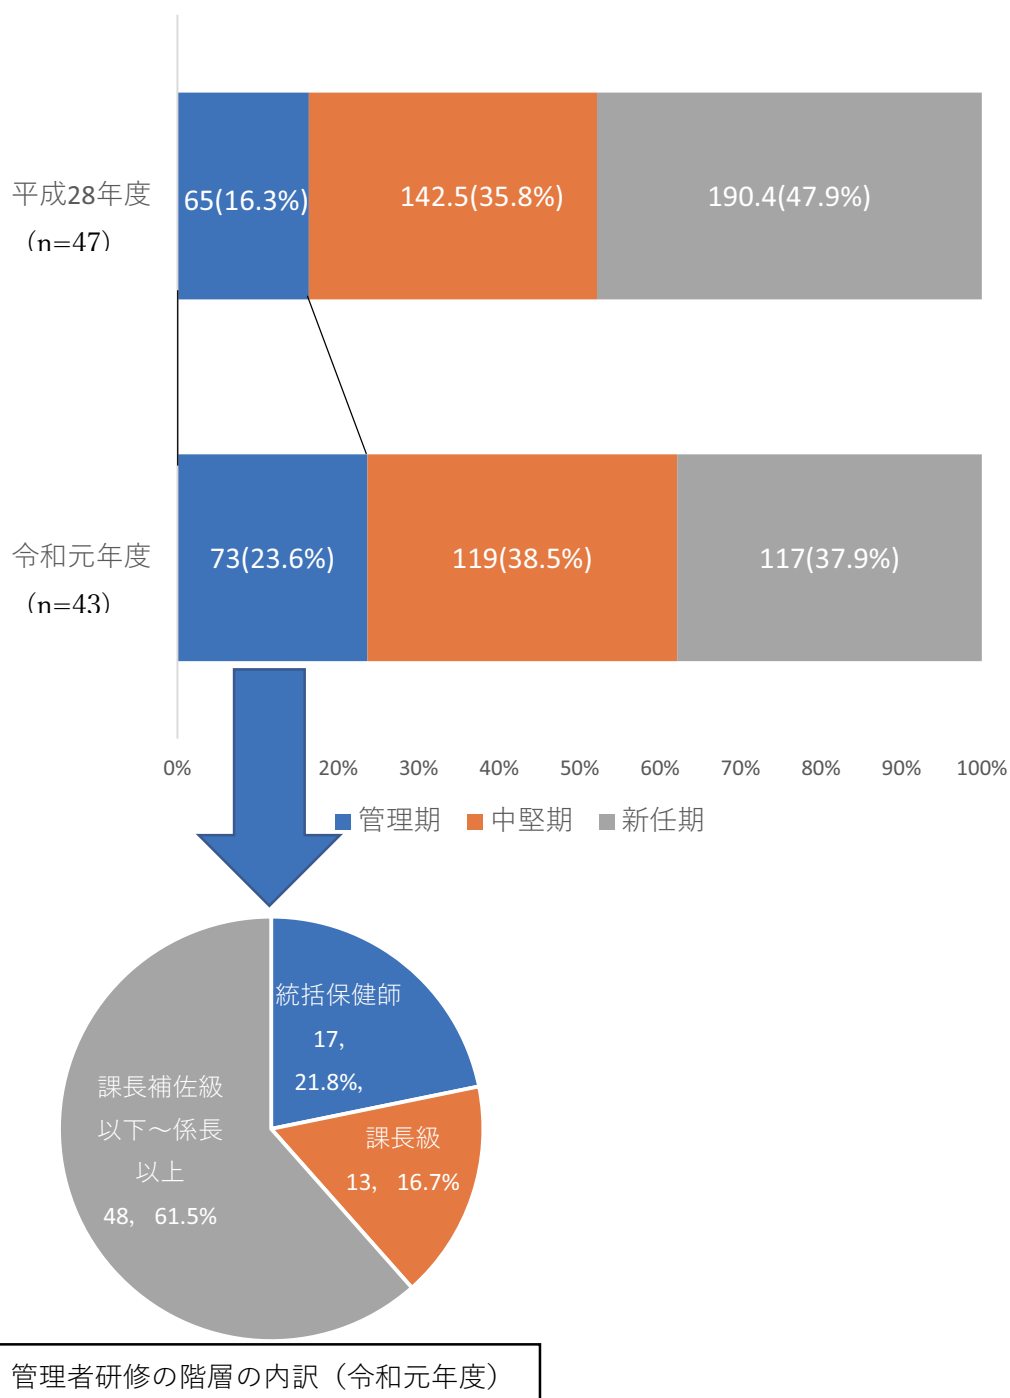 平成28年度
（n=47）
65(16.3%)
142.5(35.8%)
190.4(47.9%)
令和元年度
（n=43）
73(23.6%)
119(38.5%)
117(37.9%)
0%
20%
30%
40%
50%
60%
70%
80%
90%
100%
管理期
中堅期
新任期
統括保健師
17,
21.8%,
課長級
13, 16.7%
課長補佐級
以下～係長
以上
48, 61.5%
管理者研修の階層の内訳（令和元年度）